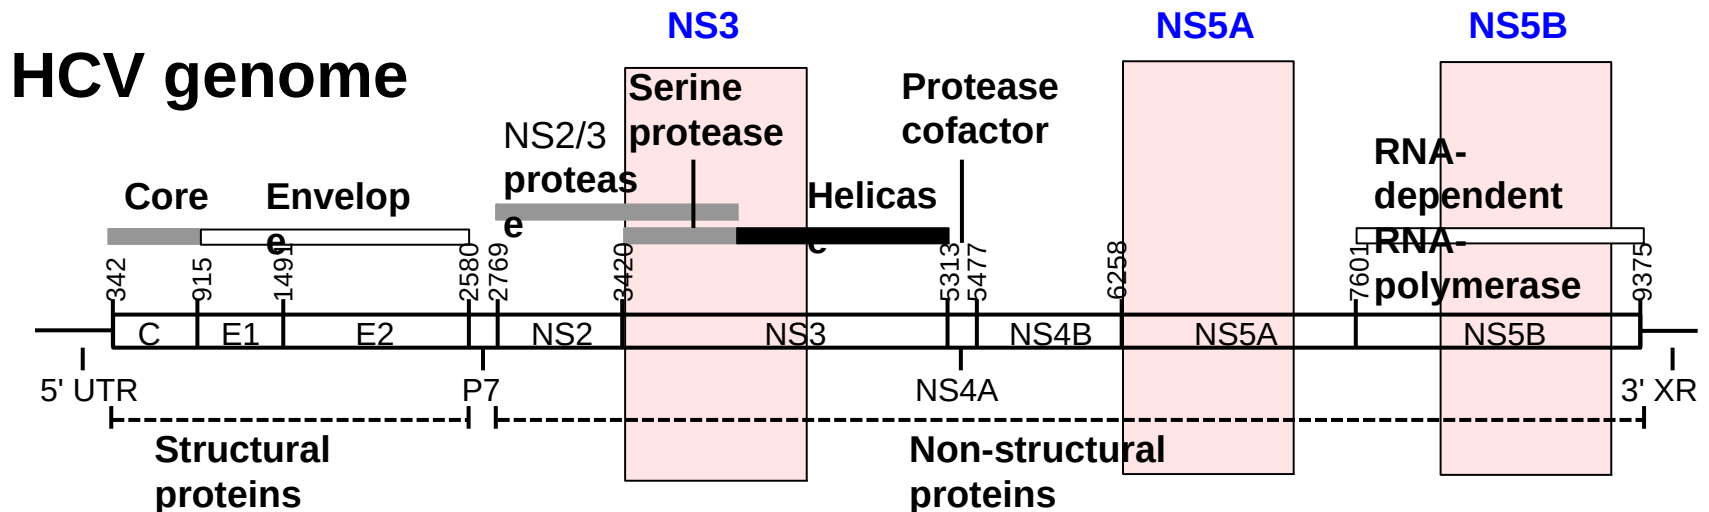 NS3
NS5A
NS5B
HCV genome
Serine
protease
Protease
cofactor
NS2/3
proteas
e
RNA-
dependent
RNA-
polymerase
Core
Envelop
e
Helicas
e
342
915
1491
2580
2769
3420
5313
5477
6258
7601
9375
C
E1
E2
NS2
NS3
NS4B
NS5A
NS5B
5' UTR
P7
NS4A
3' XR
Structural
proteins
Non-structural
proteins